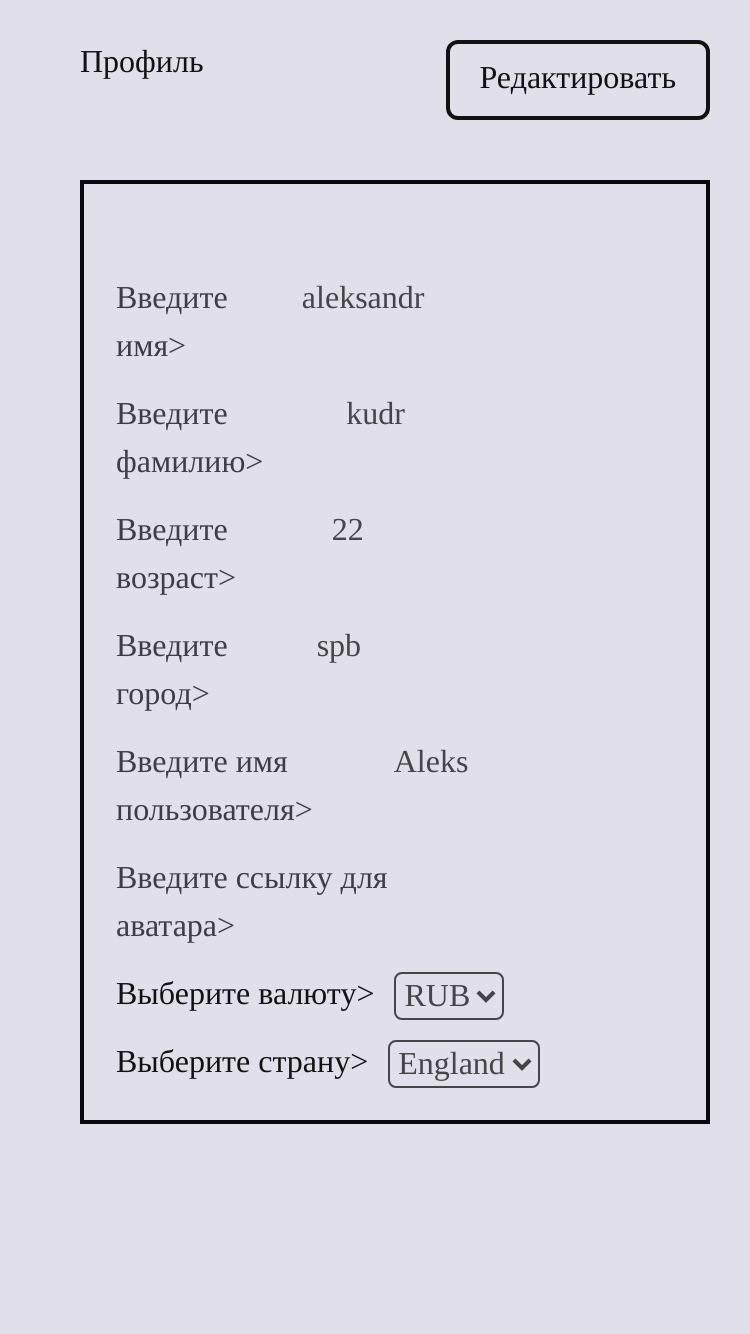 Профиль
Редактировать
Введите aleksandr
имя>
Введите kudr
фамилию>
Введите 22
возраст>
Введите spb
город>
Введите имя Aleks
пользователя>
Введите ссылку для
аватара>
Выберите валюту> RUB
Выберите страну> England